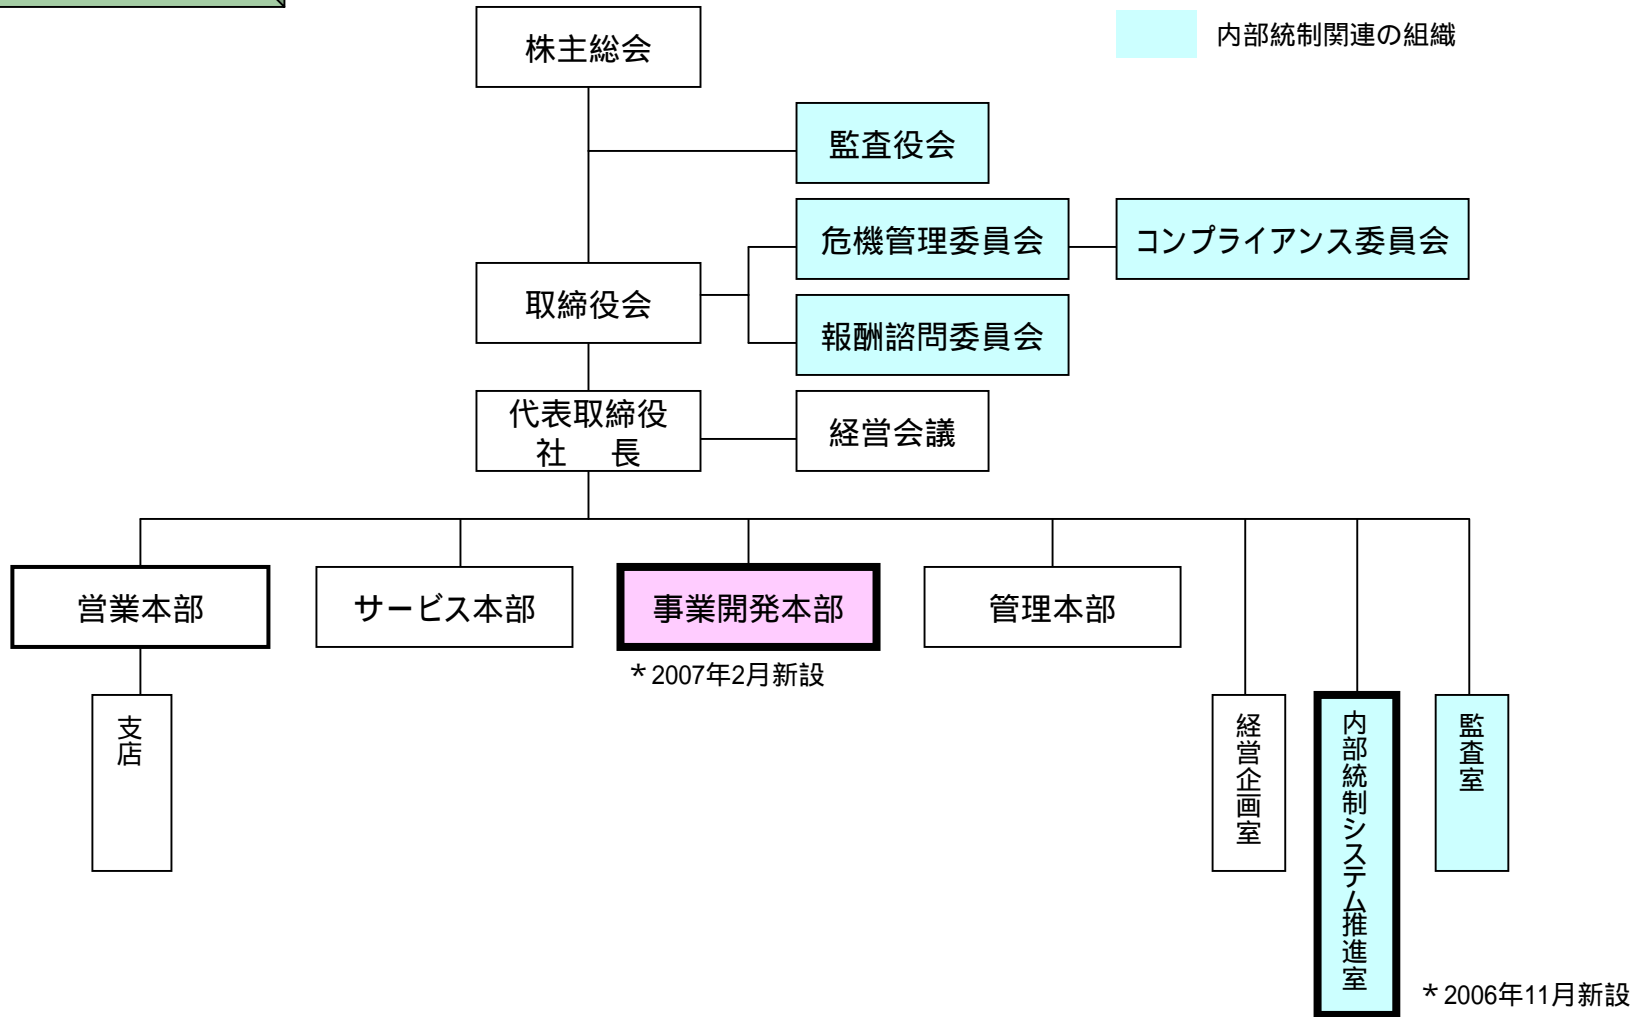 株主総会
内部統制関連の組織
監査役会
危機管理委員会
コンプライアンス委員会
取締役会
報酬諮問委員会
代表取締役
社 長
経営会議
営業本部
サービス本部
事業開発本部
管理本部
*2007年2月新設
支店
経営企画室
内部統制システム推進室
監査室
*2006年11月新設